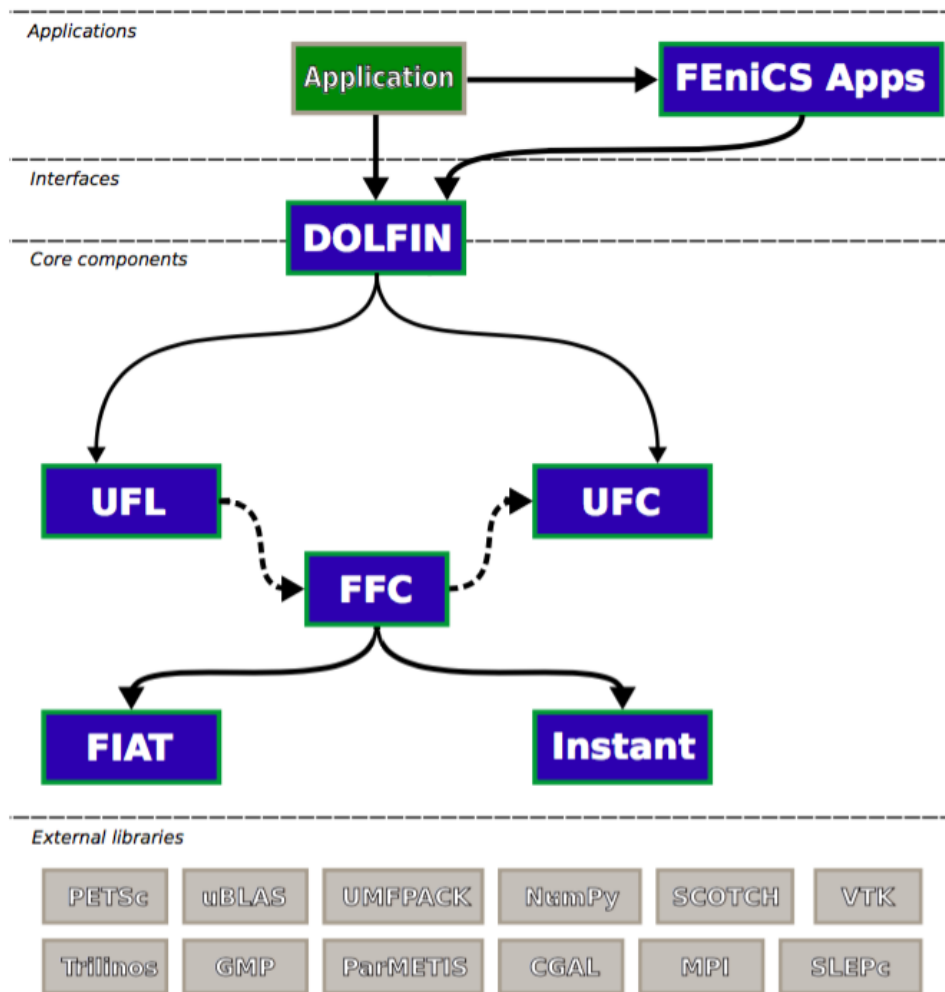 Applications
Application
FEniCS Apps
Interfaces
DOLFIN
Core components
UFL
UFC
FFC
FIAT
Instant
External libraries
PETSc uBLAS UMFPACK NumPy SCOTCH VTK
Trilinos GMP ParMETIS CGAL MPI SLEPc